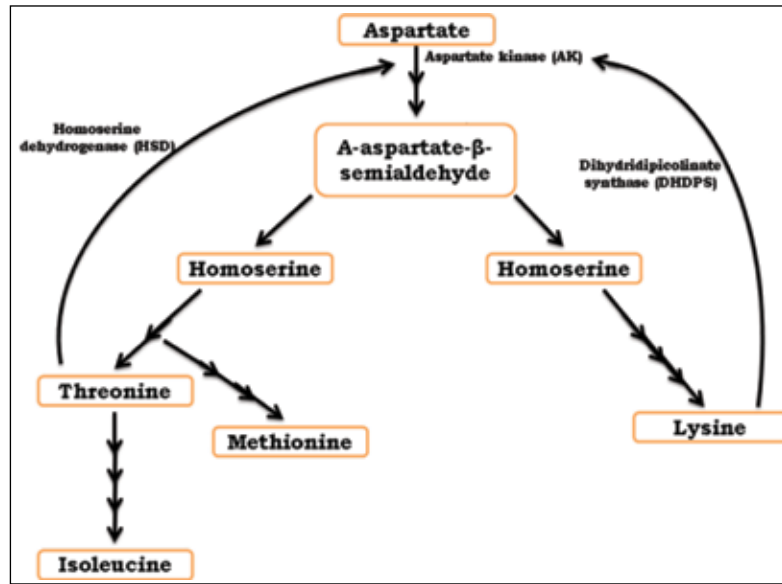 Aspartate
Aspartate kinase (AK)
Homoserine
dehydrogenase (HSD)
A-aspartate-β-
semialdehyde
Dihydridipicolinate
synthase (DHDPS)
Homoserine
Homoserine
Threonine
Methionine
Lysine
Isoleucine